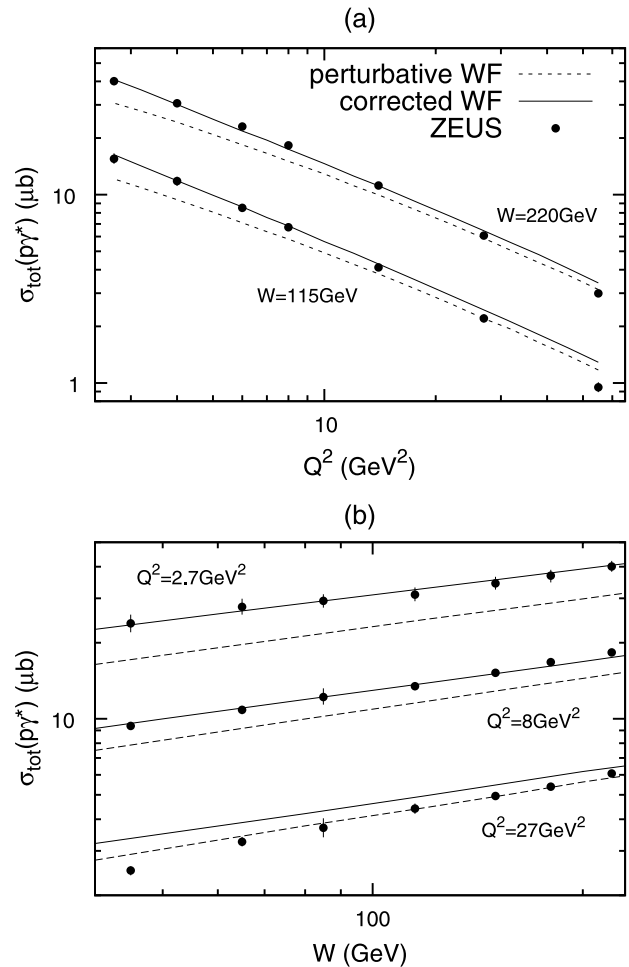 (a)
perturbative WF
corrected WF
ZEUS
10
1
σtot(pγ*) (μb)
W=220GeV
W=115GeV
10
Q² (GeV²)
(b)
Q²=2.7GeV²
σtot(pγ*) (μb)
10
Q²=8GeV²
Q²=27GeV²
100
W (GeV)